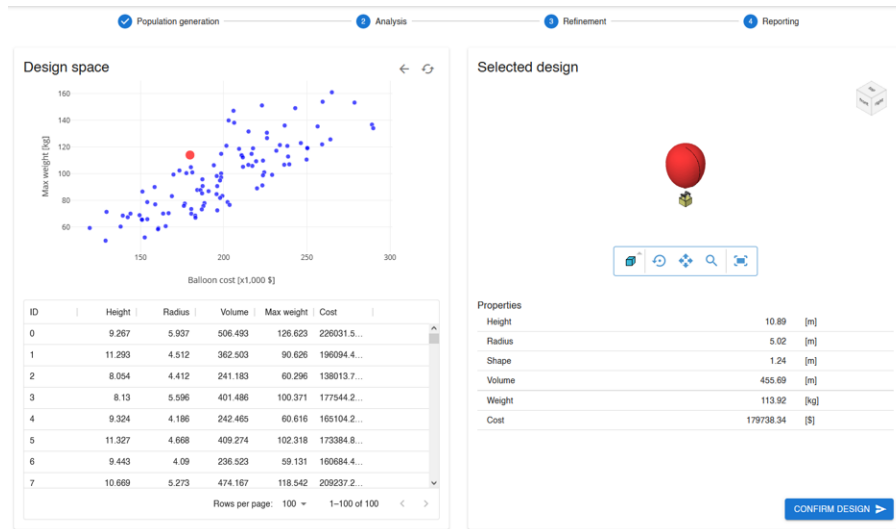 Population generation
2 Analysis
3 Refinement
4 Reporting
Design space
160
140
120
100
80
60
Max weight [kg]
150 200 250 300
Balloon cost [x1,000 $]
ID Height Radius Volume Max weight Cost
0 9.267 5.937 506.493 126.623 226031.5...
1 11.293 4.512 362.503 90.626 196094.4...
2 8.054 4.412 241.183 60.296 138013.7...
3 8.13 5.596 401.486 100.371 177544.2...
4 9.324 4.186 242.465 60.616 165104.2...
5 11.327 4.668 409.274 102.318 173384.8...
6 9.443 4.09 236.523 59.131 160684.4...
7 10.669 5.273 474.167 118.542 209237.2...
Rows per page: 100 1–100 of 100
Selected design
Properties
Height 10.89 [m]
Radius 5.02 [m]
Shape 1.24 [m]
Volume 455.69 [m]
Weight 113.92 [kg]
Cost 179738.34 [$]
CONFIRM DESIGN